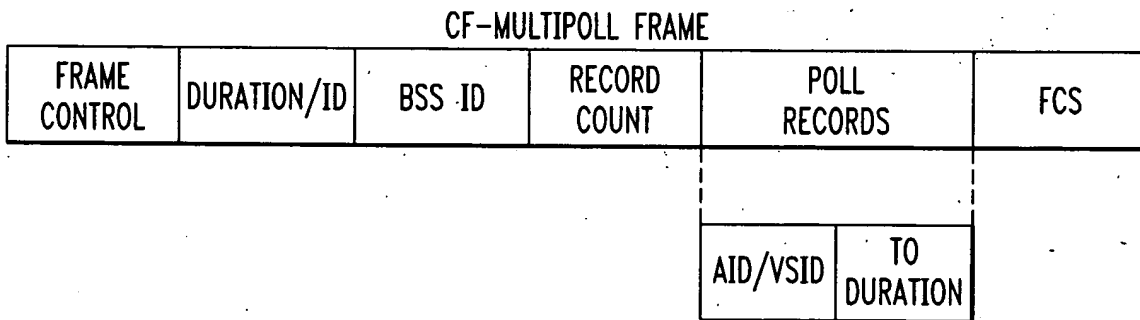 CF-MULTIPOLL FRAME
FRAME CONTROL
DURATION/ID
BSS ID
RECORD COUNT
POLL RECORDS
FCS
AID/VSID
TO DURATION